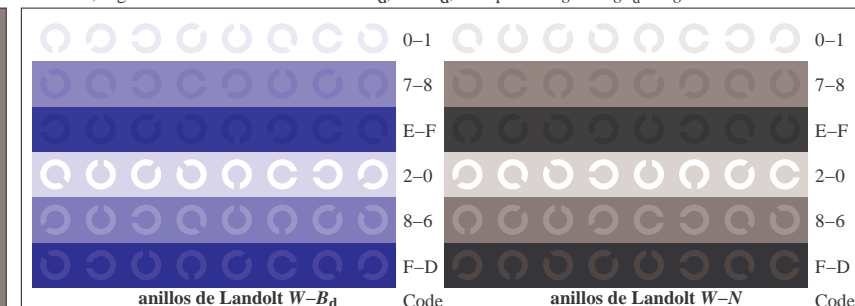 0–1 0–1
7–8 7–8
E–F E–F
2–0 2–0
8–6 8–6
F–D F–D
anillos de Landolt W–Bd Code anillos de Landolt W–N Code